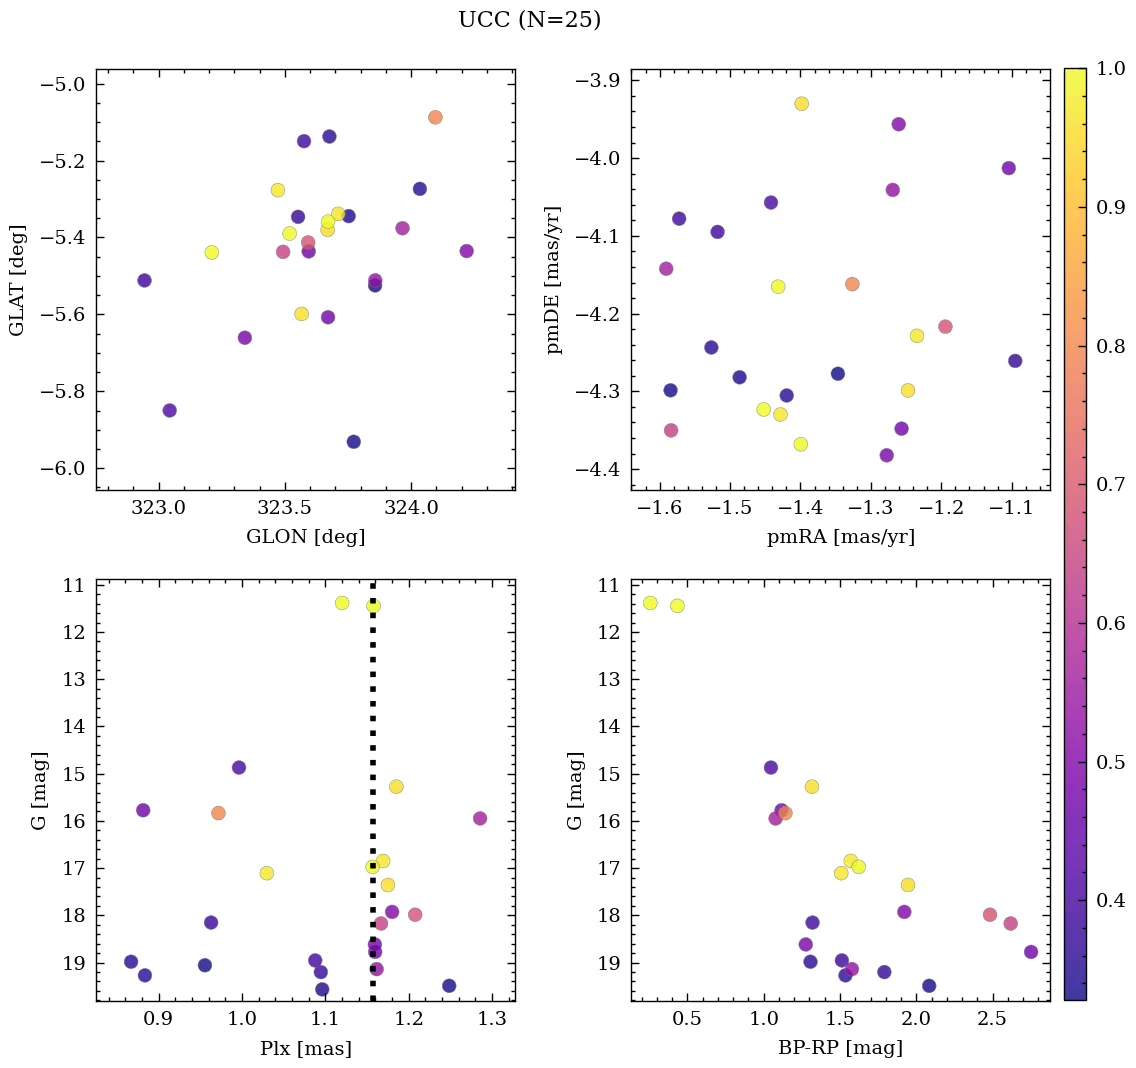 UCC (N=25)
−5.0
−5.2
−5.4
−5.6
−5.8
−6.0
GLAT [deg]
323.0 323.5 324.0
GLON [deg]
−3.9
−4.0
−4.1
−4.2
−4.3
−4.4
pmDE [mas/yr]
−1.6 −1.5 −1.4 −1.3 −1.2 −1.1
pmRA [mas/yr]
11
12
13
14
15
16
17
18
19
G [mag]
0.9 1.0 1.1 1.2 1.3
Plx [mas]
11
12
13
14
15
16
17
18
19
G [mag]
0.5 1.0 1.5 2.0 2.5
BP-RP [mag]
1.0
0.9
0.8
0.7
0.6
0.5
0.4